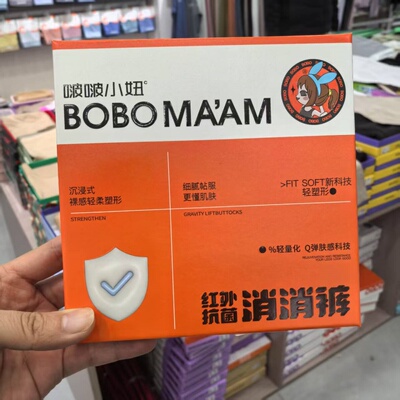 啵啵小妞©
BOBO MA'AM
沉浸式
裸感轻柔塑形
STRENGTHEN
细腻帖服
更懂肌肤
GRAVITY LIFTBUTTOCKS
>FIT SOFT新科技
轻塑形
%轻量化 Q弹肤感科技
红外
抗菌
消消裤